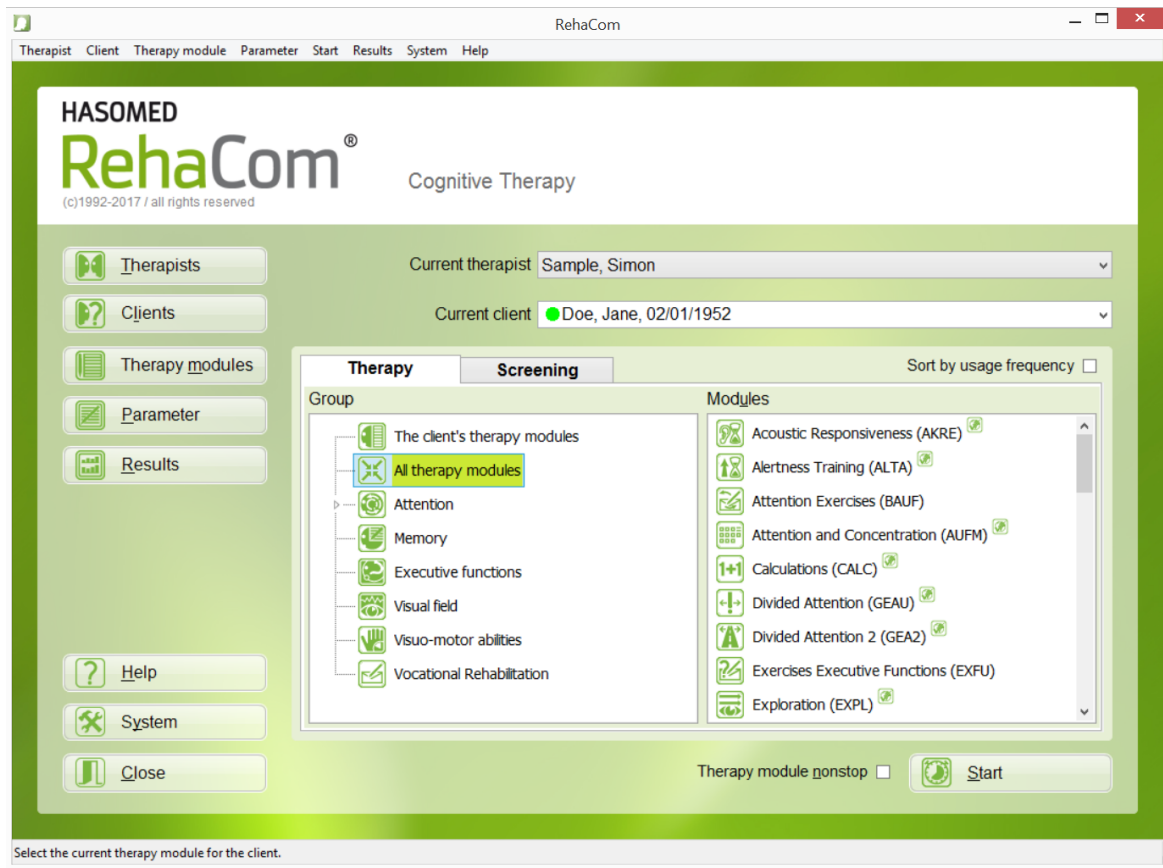 RehaCom
Therapist Client Therapy module Parameter Start Results System Help
HASOMED
RehaCom®
Cognitive Therapy
(c)1992-2017 / all rights reserved
Therapists
Clients
Therapy modules
Parameter
Results
Help
System
Close
Current therapist Sample, Simon
Current client Doe, Jane, 02/01/1952
Therapy Screening Sort by usage frequency
Group
The client's therapy modules
All therapy modules
Attention
Memory
Executive functions
Visual field
Visuo-motor abilities
Vocational Rehabilitation
Modules
Acoustic Responsiveness (AKRE)
Alertness Training (ALTA)
Attention Exercises (BAUF)
Attention and Concentration (AUFM)
1+1 Calculations (CALC)
Divided Attention (GEAU)
Divided Attention 2 (GEA2)
Exercises Executive Functions (EXFU)
Exploration (EXPL)
Therapy module nonstop Start
Select the current therapy module for the client.